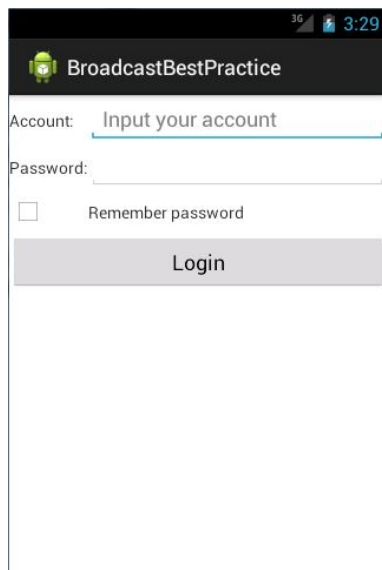 3G 3:29
BroadcastBestPractice
Account: Input your account
Password:
Remember password
Login